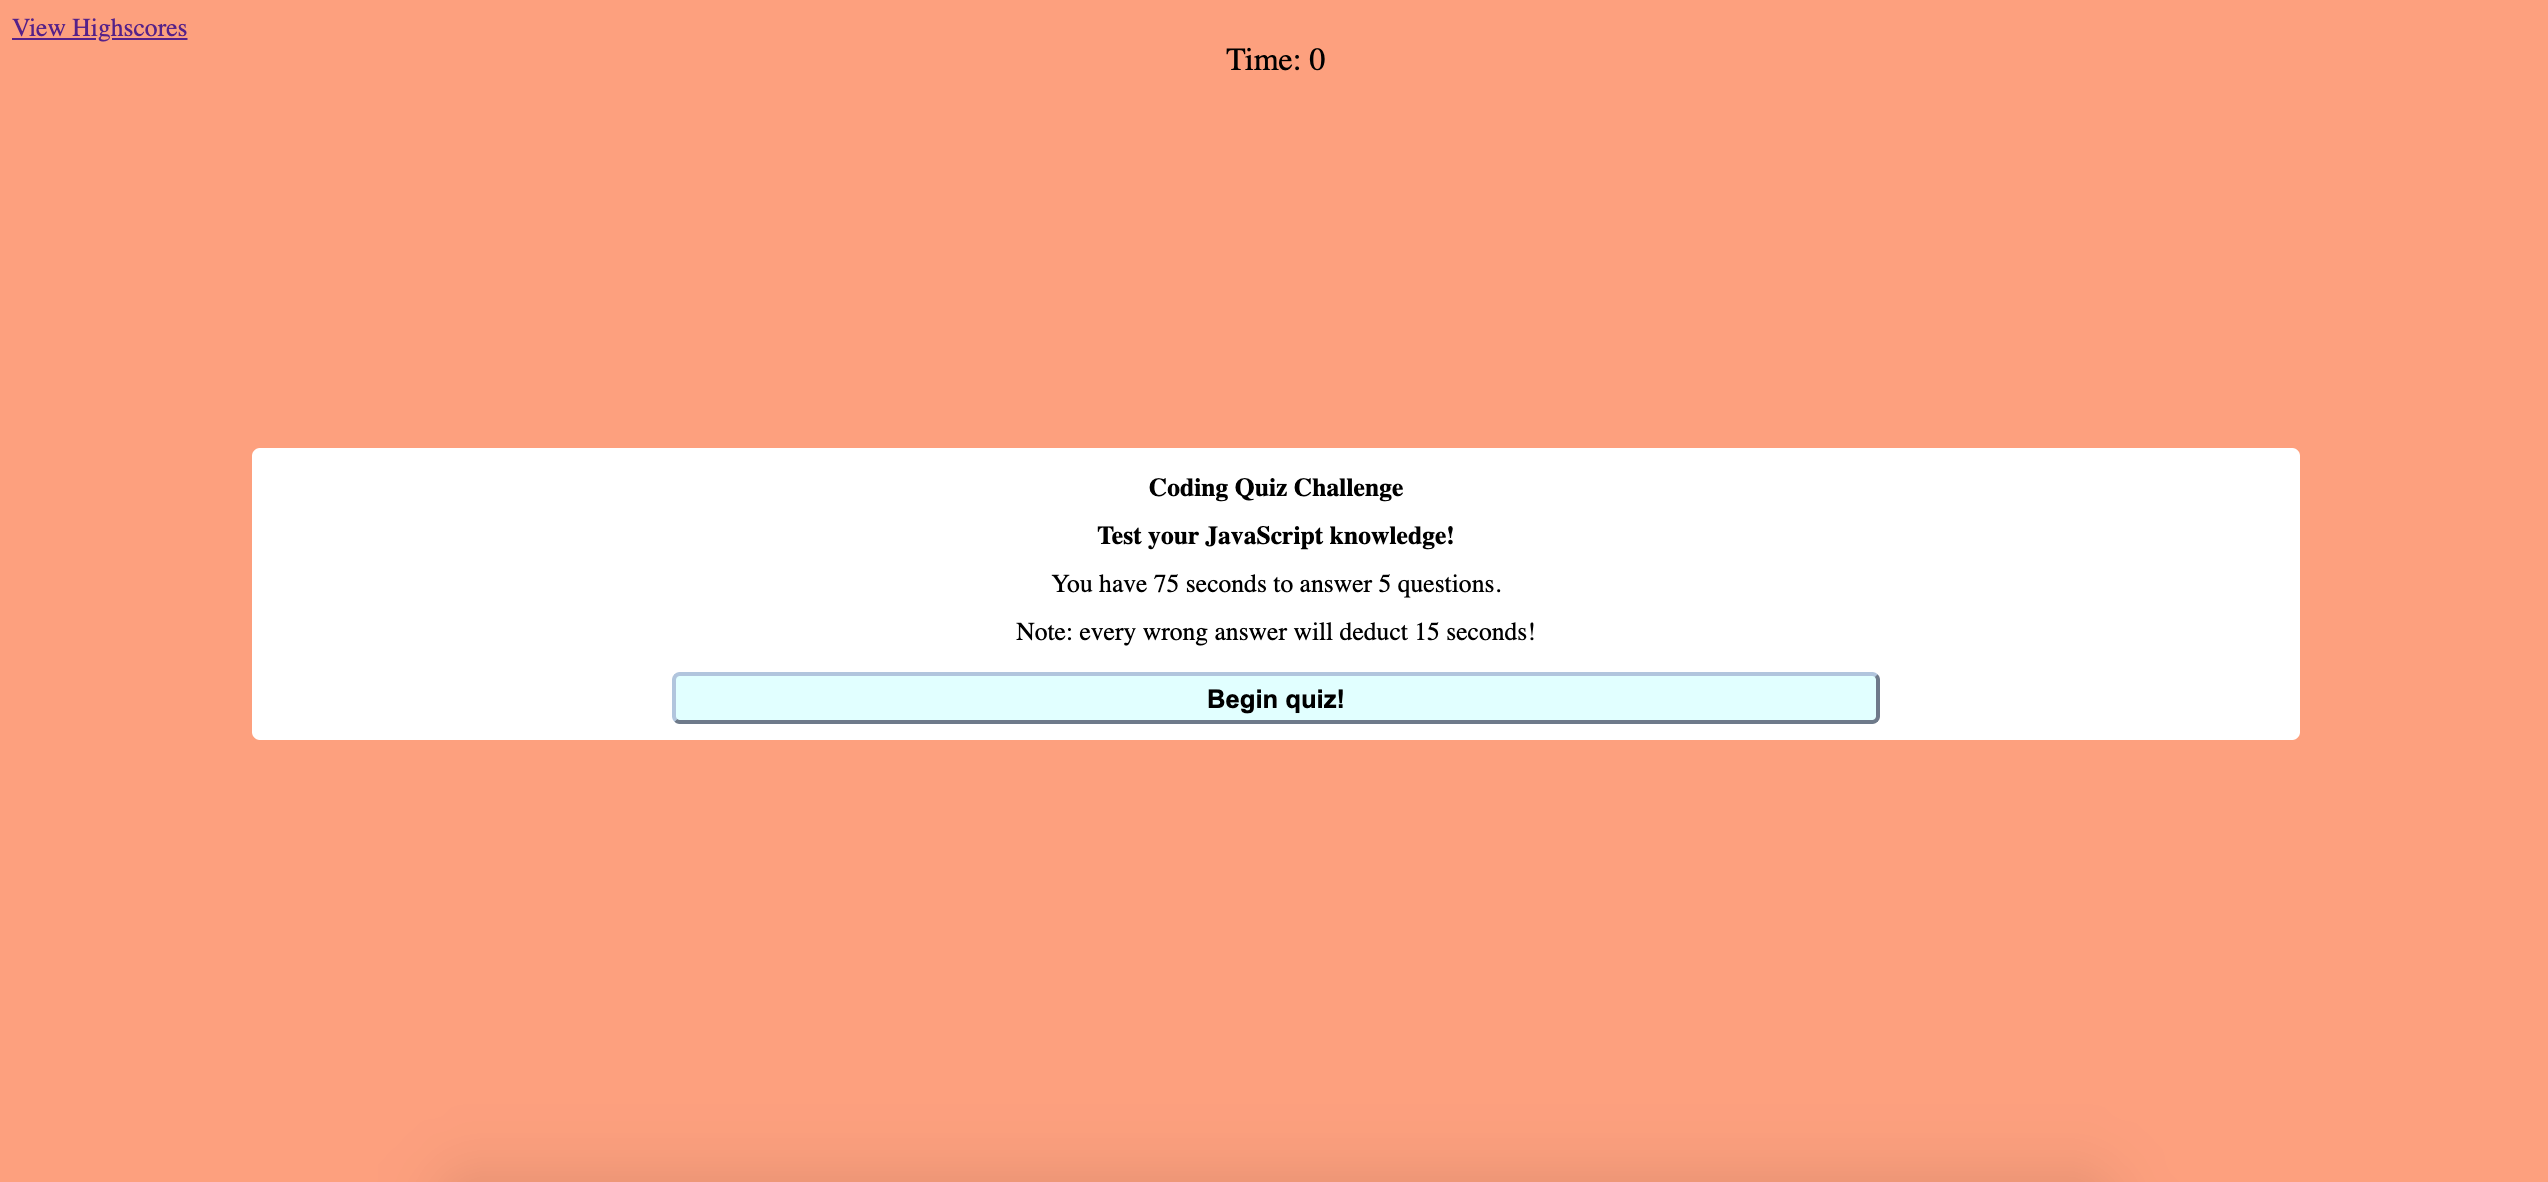 View Highscores
Time: 0
Coding Quiz Challenge
Test your JavaScript knowledge!
You have 75 seconds to answer 5 questions.
Note: every wrong answer will deduct 15 seconds!
Begin quiz!